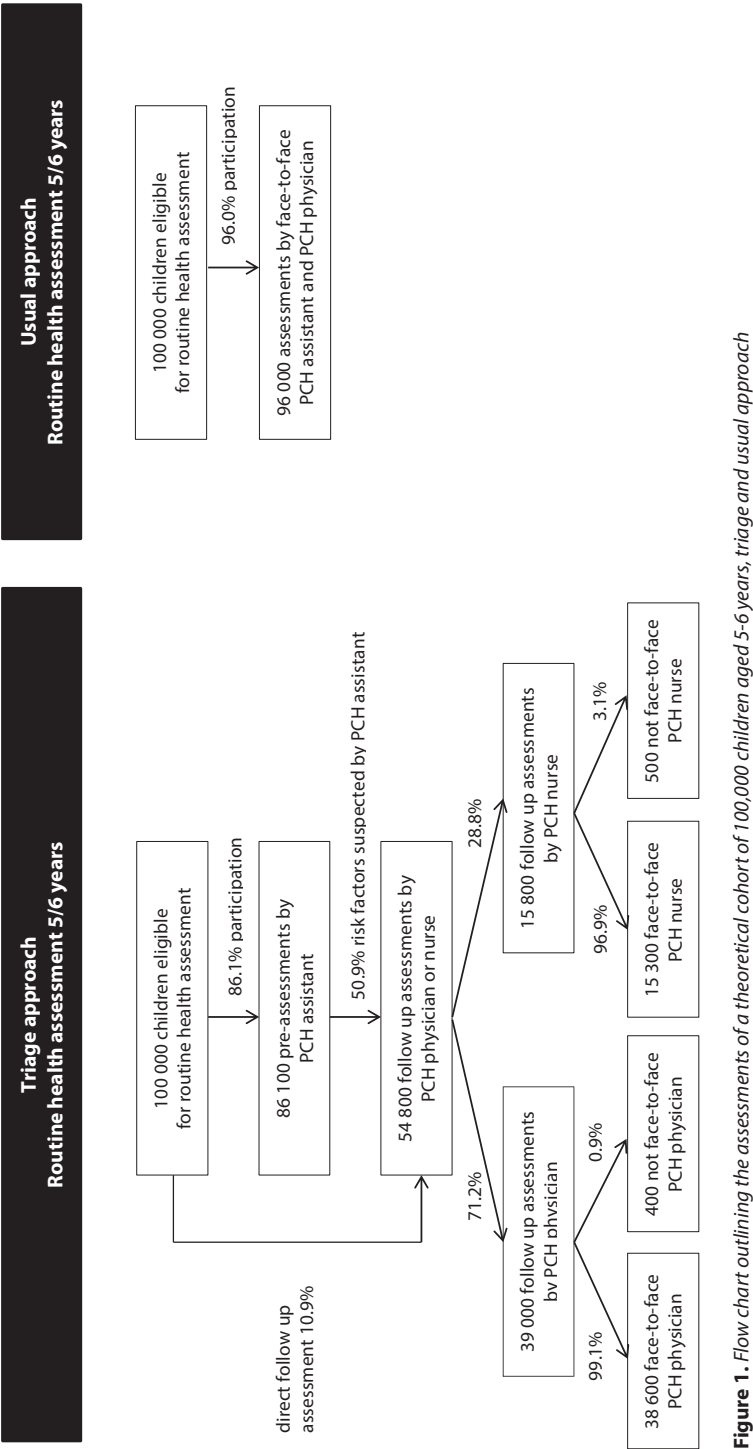 Triage approach
Routine health assessment 5/6 years
100 000 children eligible
for routine health assessment
86.1% participation
direct follow up
assessment 10.9%
86 100 pre-assessments by
PCH assistant
50.9% risk factors suspected by PCH assistant
54 800 follow up assessments by
PCH physician or nurse
71.2%
28.8%
39 000 follow up assessments
by PCH physician
15 800 follow up assessments
by PCH nurse
99.1%
0.9%
96.9%
3.1%
38 600 face-to-face
PCH physician
400 not face-to-face
PCH physician
15 300 face-to-face
PCH nurse
500 not face-to-face
PCH nurse
Usual approach
Routine health assessment 5/6 years
100 000 children eligible
for routine health assessment
96.0% participation
96 000 assessments by face-to-face
PCH assistant and PCH physician
Figure 1. Flow chart outlining the assessments of a theoretical cohort of 100,000 children aged 5-6 years, triage and usual approach